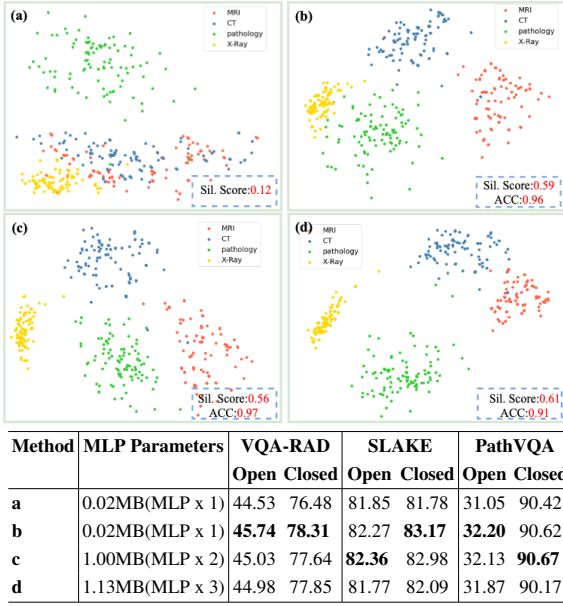 (a)
MRI
CT
pathology
X-Ray
Sil. Score:0.12
(b)
MRI
CT
pathology
X-Ray
Sil. Score:0.59
ACC:0.96
(c)
MRI
CT
pathology
X-Ray
Sil. Score:0.56
ACC:0.97
(d)
MRI
CT
pathology
X-Ray
Sil. Score:0.61
ACC:0.91
Method MLP Parameters VQA-RAD SLAKE PathVQA
Open Closed Open Closed Open Closed
a 0.02MB(MLP x 1) 44.53 76.48 81.85 81.78 31.05 90.42
b 0.02MB(MLP x 1) 45.74 78.31 82.27 83.17 32.20 90.62
c 1.00MB(MLP x 2) 45.03 77.64 82.36 82.98 32.13 90.67
d 1.13MB(MLP x 3) 44.98 77.85 81.77 82.09 31.87 90.17